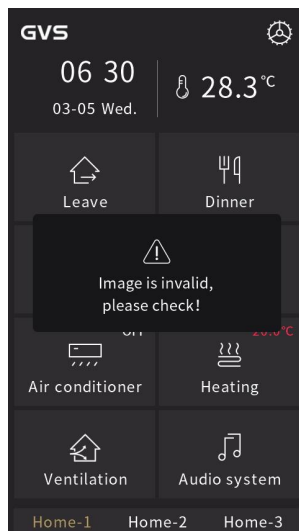 GVS
06 30
28.3°C
03-05 Wed.
Leave
Dinner
Image is invalid,
please check!
Air conditioner
Heating
Ventilation
Audio system
Home-1
Home-2
Home-3